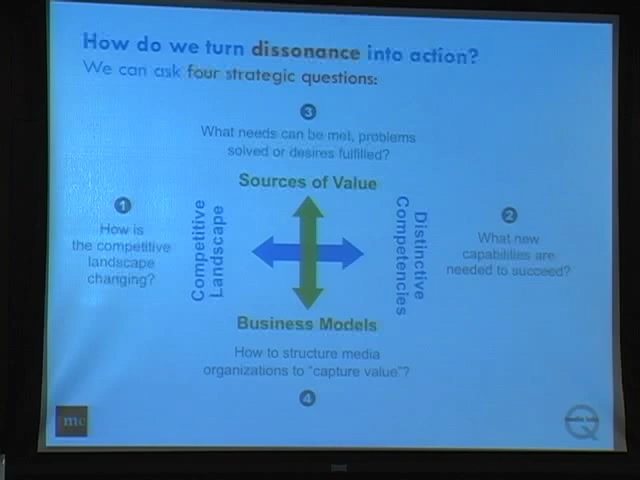 How do we turn dissonance into action?
We can ask four strategic questions:
3
What needs can be met, problems
solved or desires fulfilled?
Sources of Value
1
How is
the competitive
landscape
changing?
Competitive
Landscape
Distinctive
Competencies
2
What new
capabilities are
needed to succeed?
Business Models
How to structure media
organizations to "capture value"?
4
mc
Q